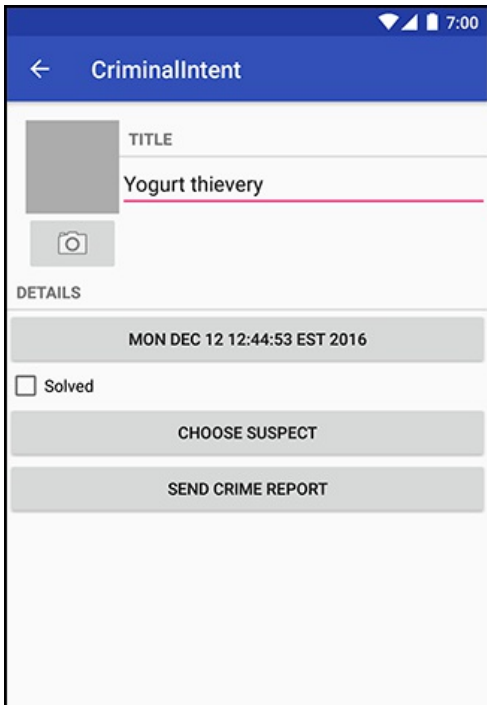 7:00
CriminalIntent
TITLE
Yogurt thievery
DETAILS
MON DEC 12 12:44:53 EST 2016
Solved
CHOOSE SUSPECT
SEND CRIME REPORT